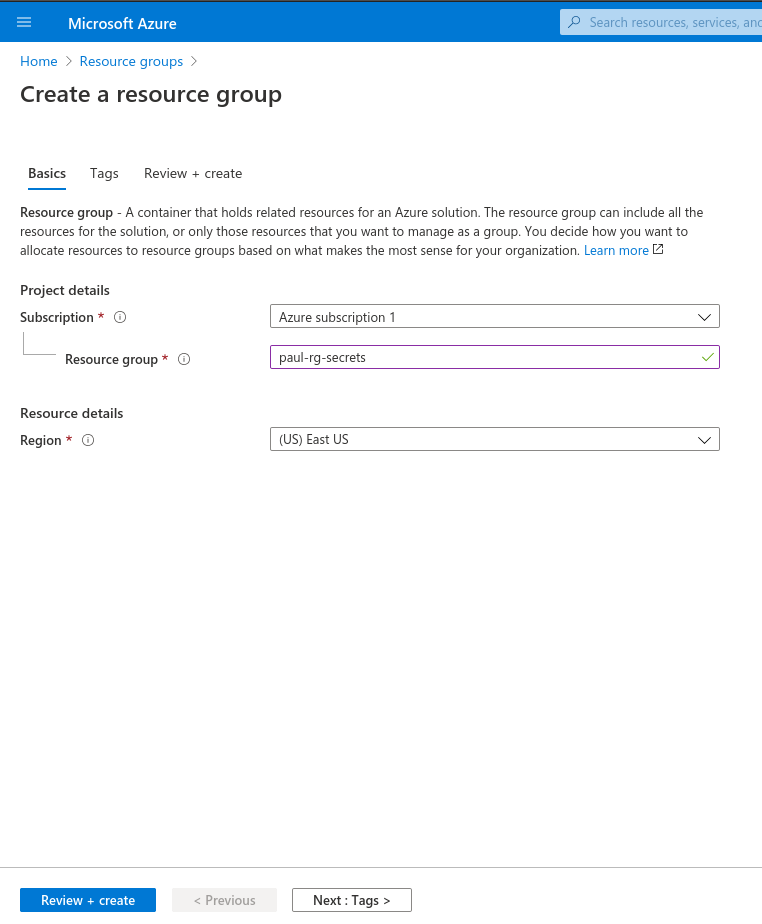 Microsoft Azure
Search resources, services, and
Home > Resource groups >
Create a resource group
Basics Tags Review + create
Resource group - A container that holds related resources for an Azure solution. The resource group can include all the
resources for the solution, or only those resources that you want to manage as a group. You decide how you want to
allocate resources to resource groups based on what makes the most sense for your organization. Learn more
Project details
Subscription *
Azure subscription 1
Resource group *
paul-rg-secrets
Resource details
Region *
(US) East US
Review + create
< Previous
Next : Tags >